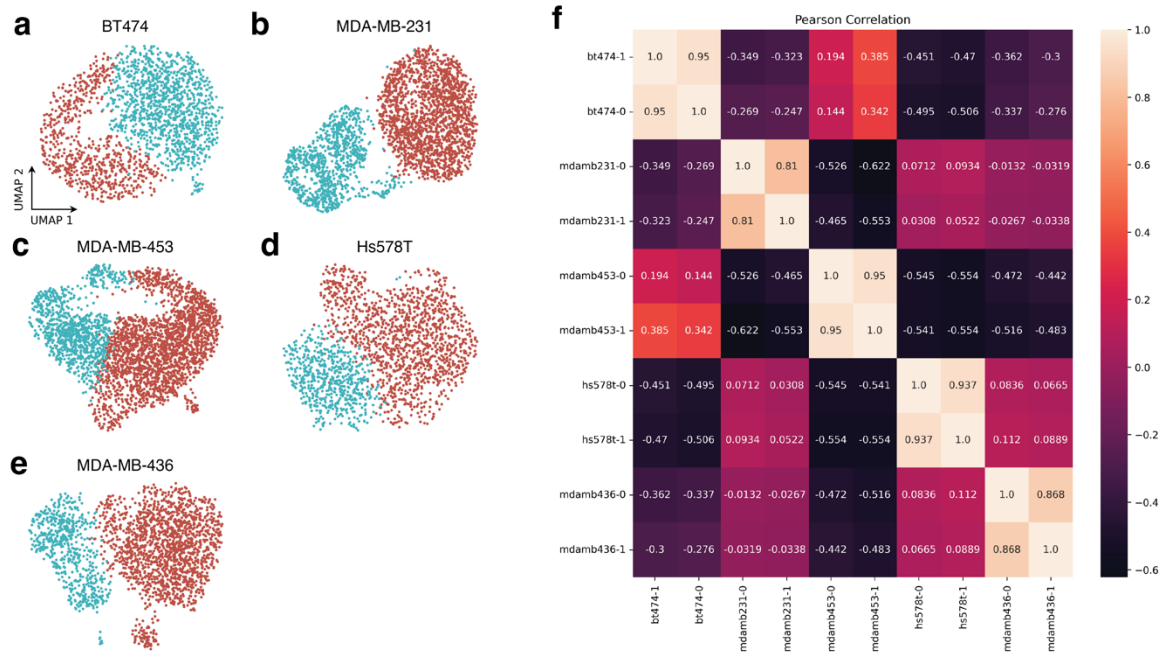 a
BT474
b
MDA-MB-231
UMAP 2
UMAP 1
c
MDA-MB-453
d
Hs578T
e
MDA-MB-436
f
Pearson Correlation
bt474-1 1.0 0.95 -0.349 -0.323 0.194 0.385 -0.451 -0.47 -0.362 -0.3
bt474-0 0.95 1.0 -0.269 -0.247 0.144 0.342 -0.495 -0.506 -0.337 -0.276
mdamb231-0 -0.349 -0.269 1.0 0.81 -0.526 -0.622 0.0712 0.0934 -0.0132 -0.0319
mdamb231-1 -0.323 -0.247 0.81 1.0 -0.465 -0.553 0.0308 0.0522 -0.0267 -0.0338
mdamb453-0 0.194 0.144 -0.526 -0.465 1.0 0.95 -0.545 -0.554 -0.472 -0.442
mdamb453-1 0.385 0.342 -0.622 -0.553 0.95 1.0 -0.541 -0.554 -0.516 -0.483
hs578t-0 -0.451 -0.495 0.0712 0.0308 -0.545 -0.541 1.0 0.937 0.0836 0.0665
hs578t-1 -0.47 -0.506 0.0934 0.0522 -0.554 -0.554 0.937 1.0 0.112 0.0889
mdamb436-0 -0.362 -0.337 -0.0132 -0.0267 -0.472 -0.516 0.0836 0.112 1.0 0.868
mdamb436-1 -0.3 -0.276 -0.0319 -0.0338 -0.442 -0.483 0.0665 0.0889 0.868 1.0
bt474-1 bt474-0 mdamb231-0 mdamb231-1 mdamb453-0 mdamb453-1 hs578t-0 hs578t-1 mdamb436-0 mdamb436-1
1.0
0.8
0.6
0.4
0.2
0.0
−0.2
−0.4
−0.6